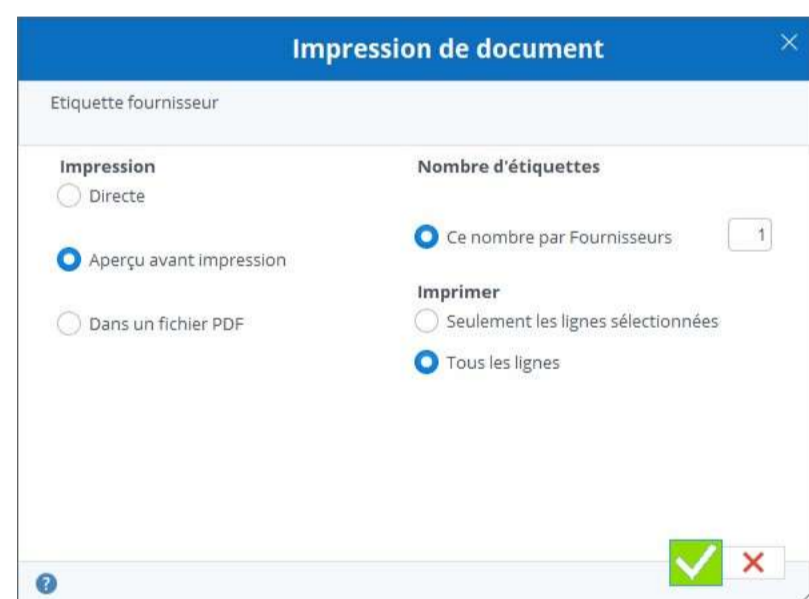 Impression de document
Etiquette fournisseur
Impression
Directe
Aperçu avant impression
Dans un fichier PDF
Nombre d'étiquettes
Ce nombre par Fournisseurs 1
Imprimer
Seulement les lignes sélectionnées
Tous les lignes
?